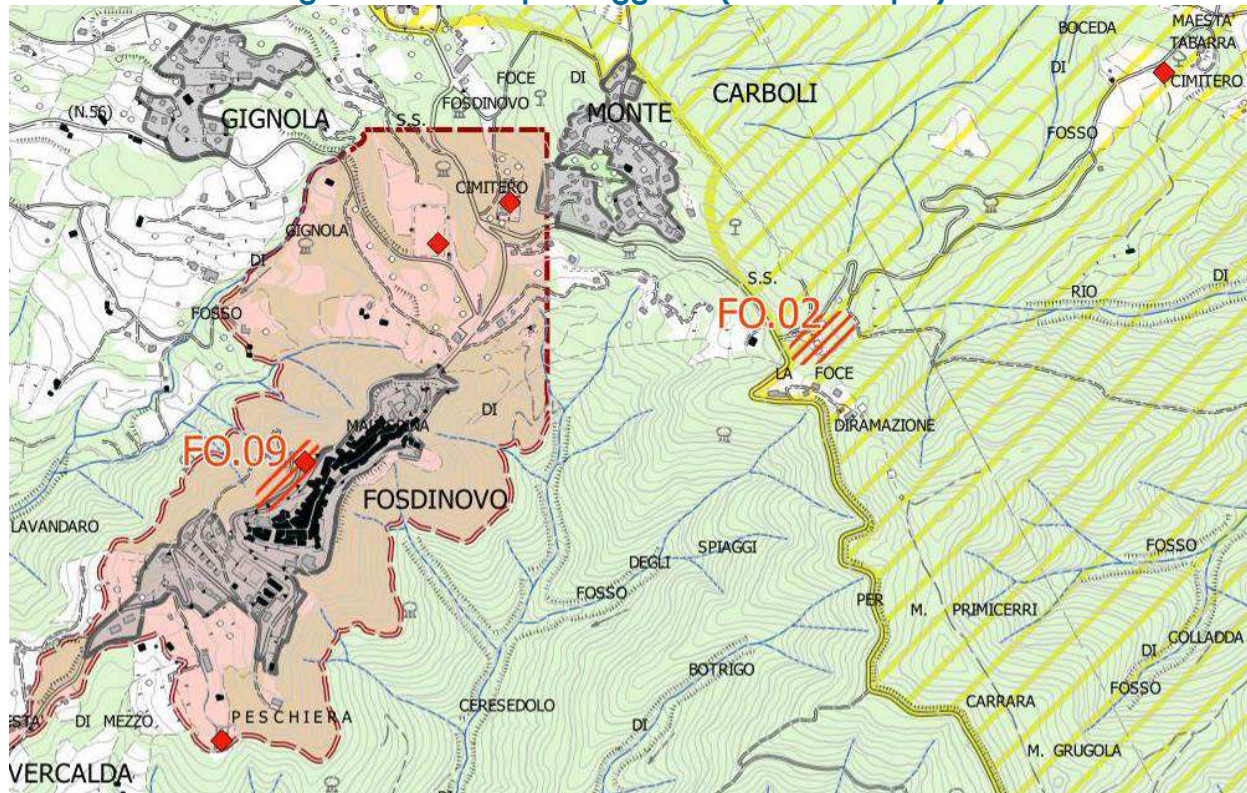 BOCEDA
MAESTA'
TABARRA
DI
CIMITERO
FOCE
DI
FOSDINOVO
CARBOLI
MONTE
(N.56)
GIGNOLA
S.S.
FOSSO
CIMITERO
GIGNOLA
DI
FOSSO
S.S.
DI
RIO
FO.02
LA FOCE
DI
DIRAMAZIONE
FO.09
FOSDINOVO
LAVANDARO
SPIAGGI
DEGLI
FOSSO
FOSSO
PER
M. PRIMICERRI
COLLADDA
DI
FOSSO
BOTRIGO
CERESEDOLO
CARRARA
DI MEZZO
PESCHIERA
DI
M. GRUGOLA
VERCALDA
DI